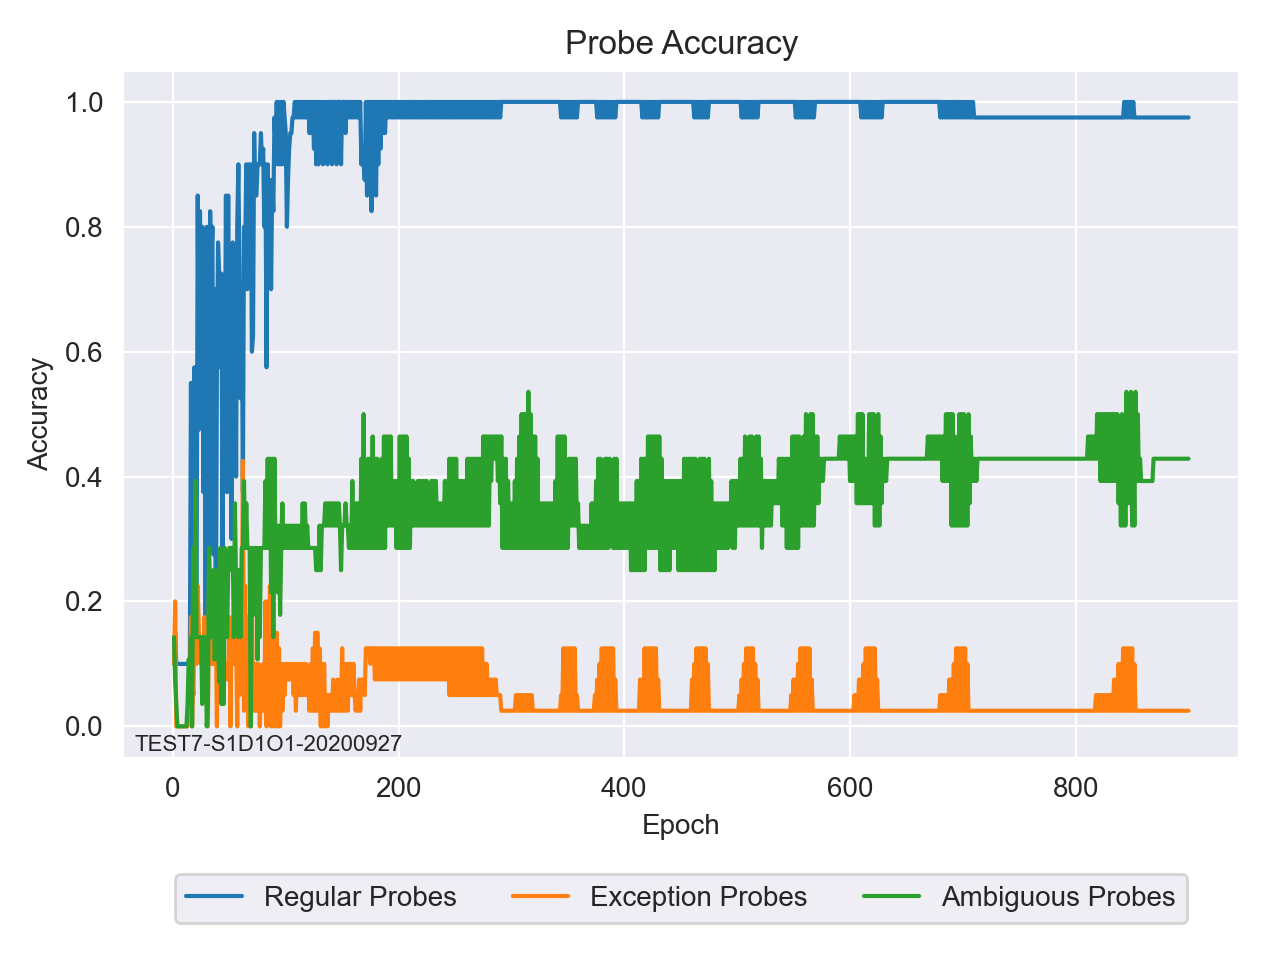 Probe Accuracy
Accuracy
1.0
0.8
0.6
0.4
0.2
0.0
TEST7-S1D1O1-20200927
0 200 400 600 800
Epoch
Regular Probes Exception Probes Ambiguous Probes